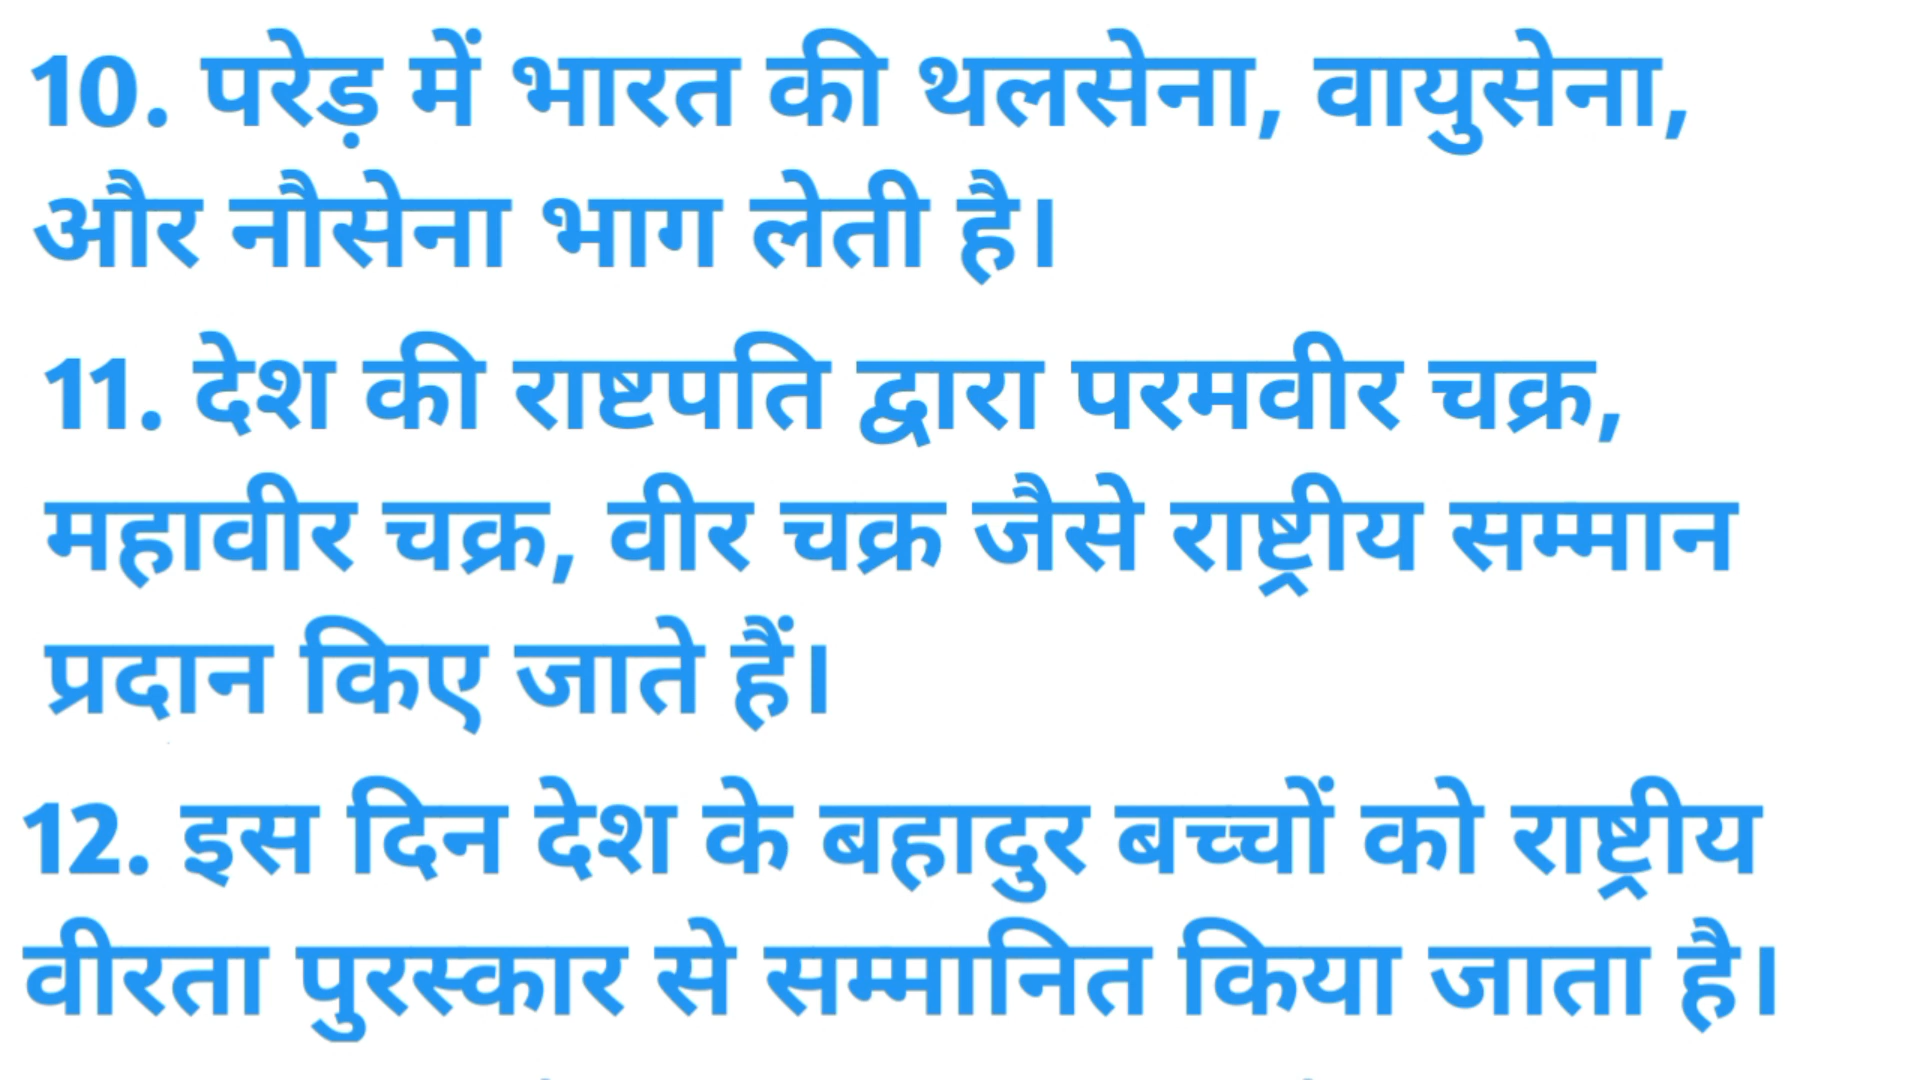 10. परेड़ में भारत की थलसेना, वायुसेना,
और नौसेना भाग लेती है।
11. देश की राष्टपति द्वारा परमवीर चक्र,
महावीर चक्र, वीर चक्र जैसे राष्ट्रीय सम्मान
प्रदान किए जाते हैं।
12. इस दिन देश के बहादुर बच्चों को राष्ट्रीय
वीरता पुरस्कार से सम्मानित किया जाता है।